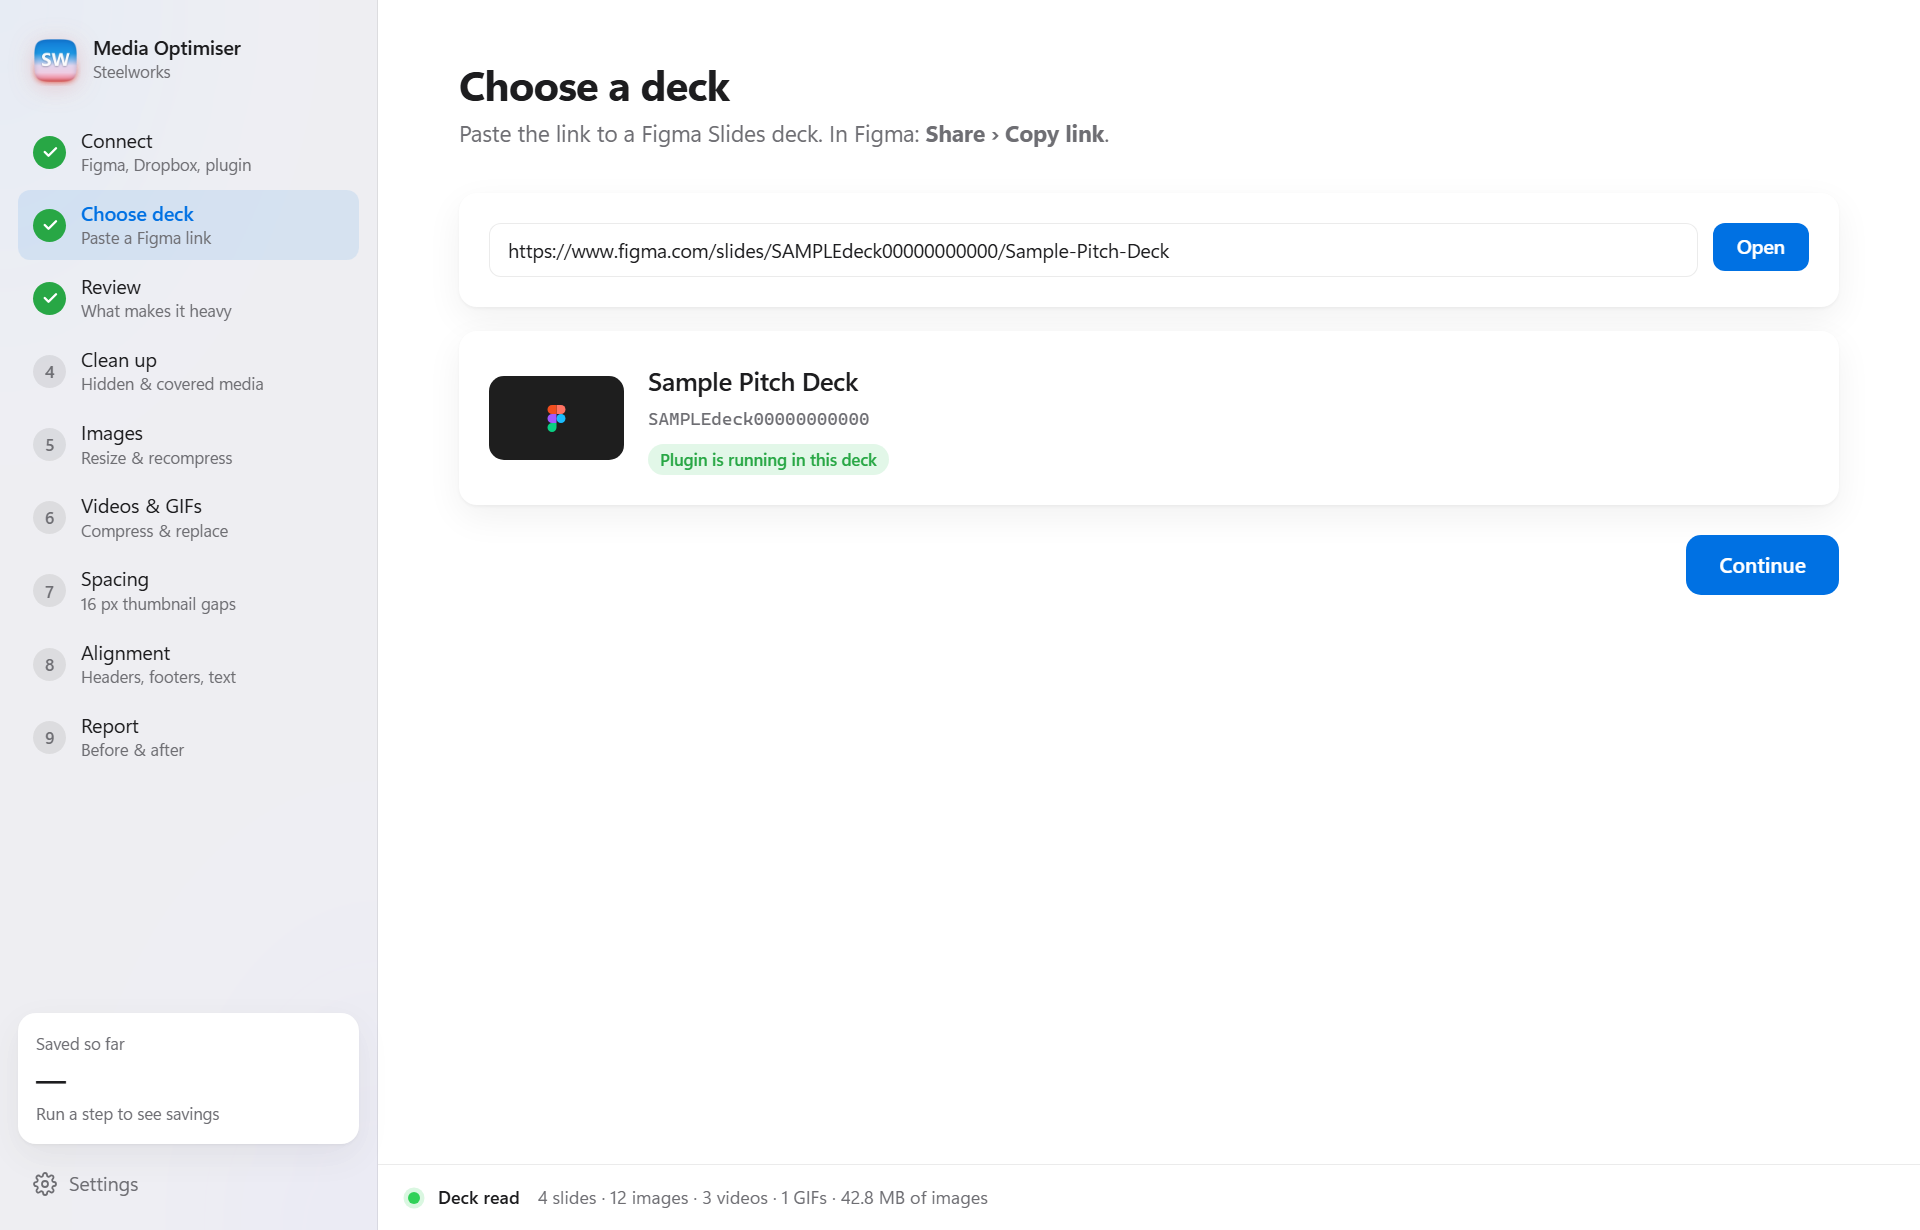 SW
Media Optimiser
Steelworks
Connect
Figma, Dropbox, plugin
Choose deck
Paste a Figma link
Review
What makes it heavy
4
Clean up
Hidden & covered media
5
Images
Resize & recompress
6
Videos & GIFs
Compress & replace
7
Spacing
16 px thumbnail gaps
8
Alignment
Headers, footers, text
9
Report
Before & after
Saved so far
—
Run a step to see savings
Settings
Choose a deck
Paste the link to a Figma Slides deck. In Figma: Share › Copy link.
https://www.figma.com/slides/SAMPLEdeck00000000000/Sample-Pitch-Deck
Open
Sample Pitch Deck
SAMPLEdeck00000000000
Plugin is running in this deck
Continue
Deck read 4 slides · 12 images · 3 videos · 1 GIFs · 42.8 MB of images